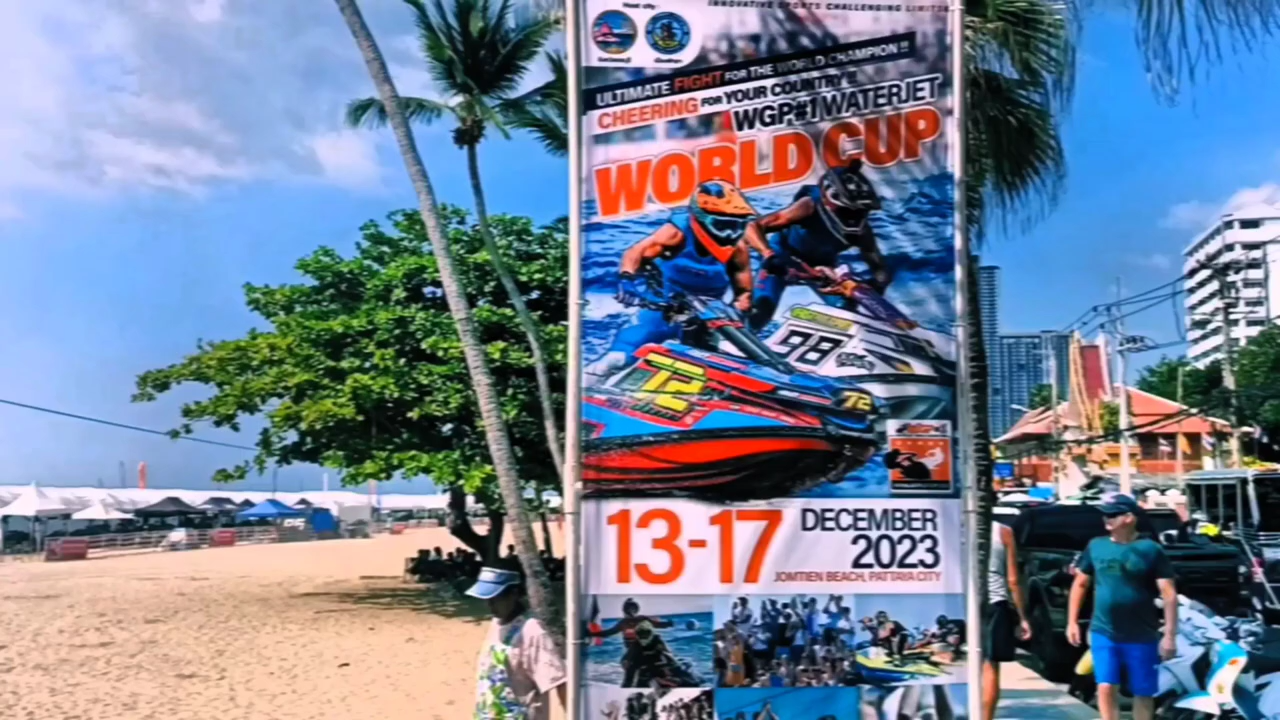 INNOVATIVE SPORTS CHALLENGING LIMITS
Host city
ULTIMATE FIGHT FOR THE WORLD CHAMPION !!
CHEERING FOR YOUR COUNTRY !!
WGP#1 WATERJET
WORLD CUP
98
72
72
13-17
DECEMBER
2023
JOMTIEN BEACH, PATTAYA CITY